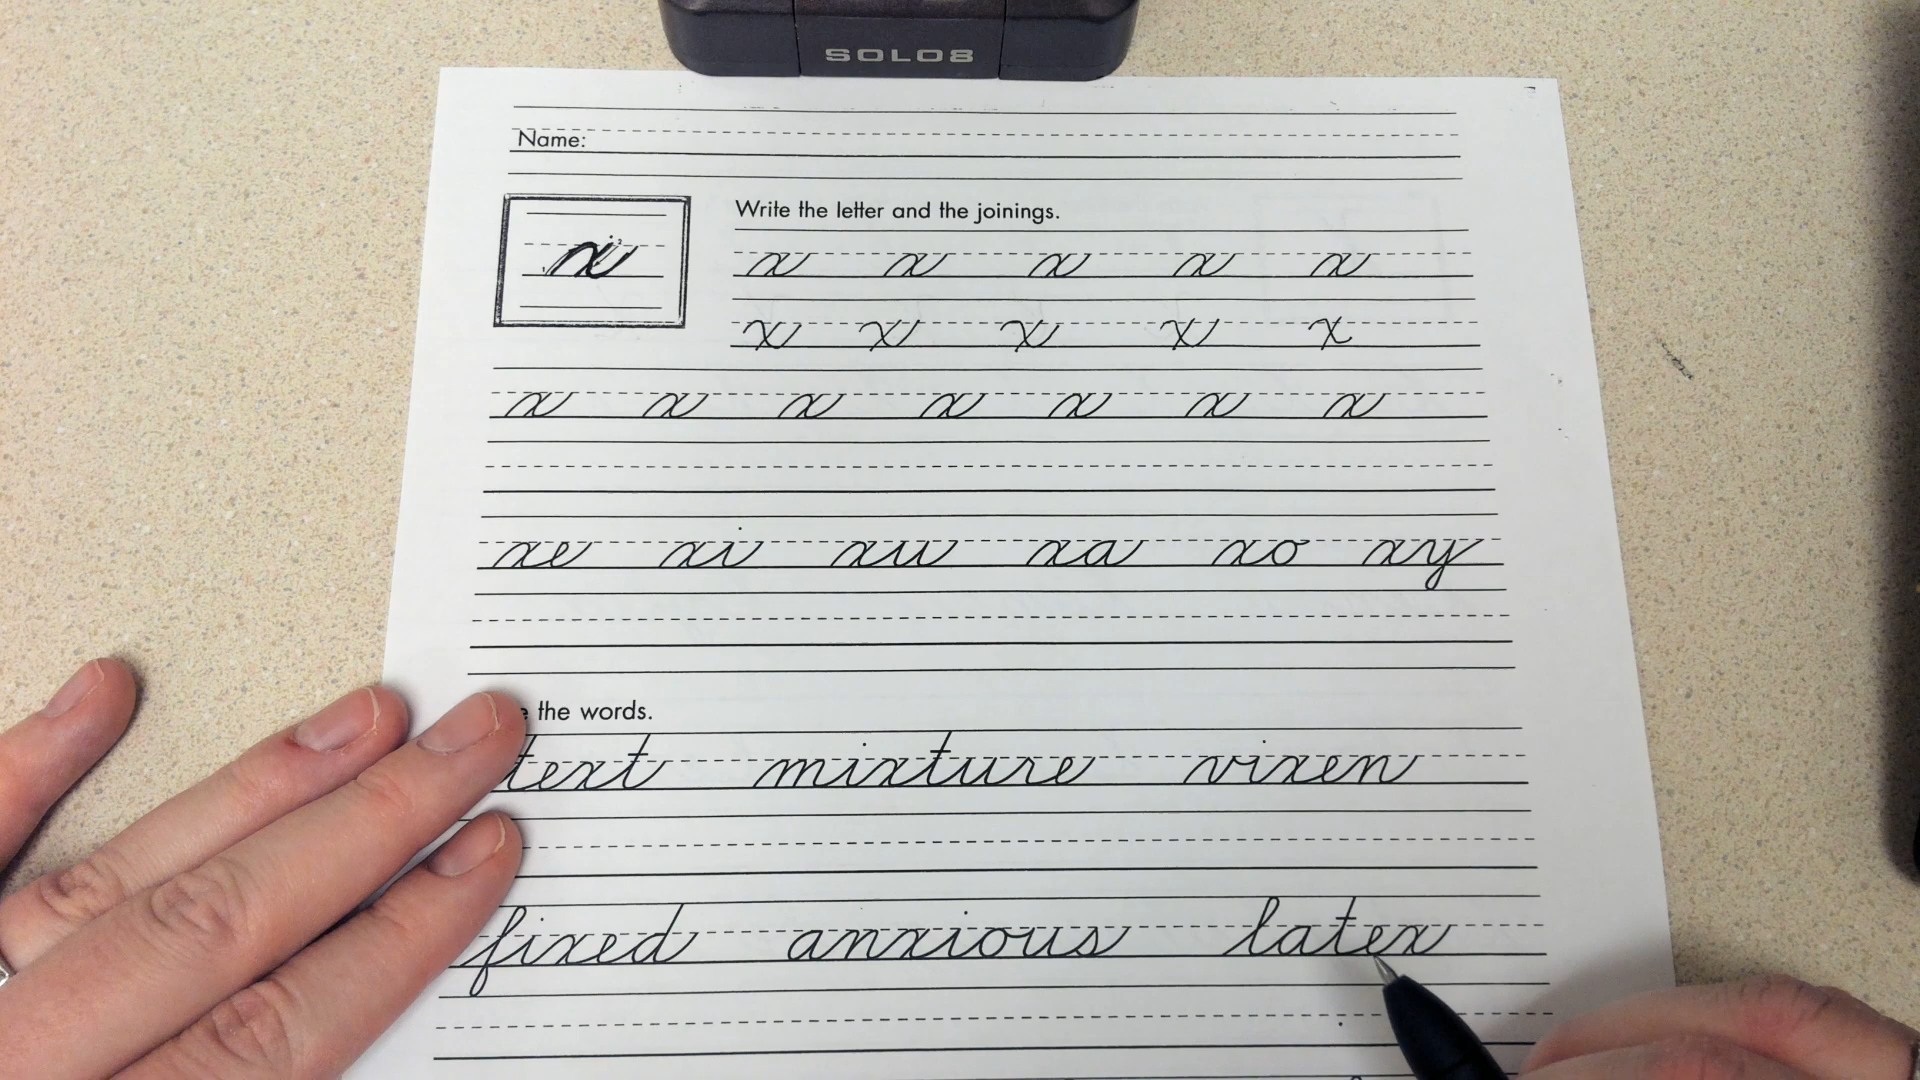 SOLO8
Name:
x
Write the letter and the joinings.
x x x x x
x x x x x
x x x x x x x
xe xi xu xa xo xy
the words.
text mixture vixen
fixed anxious latex